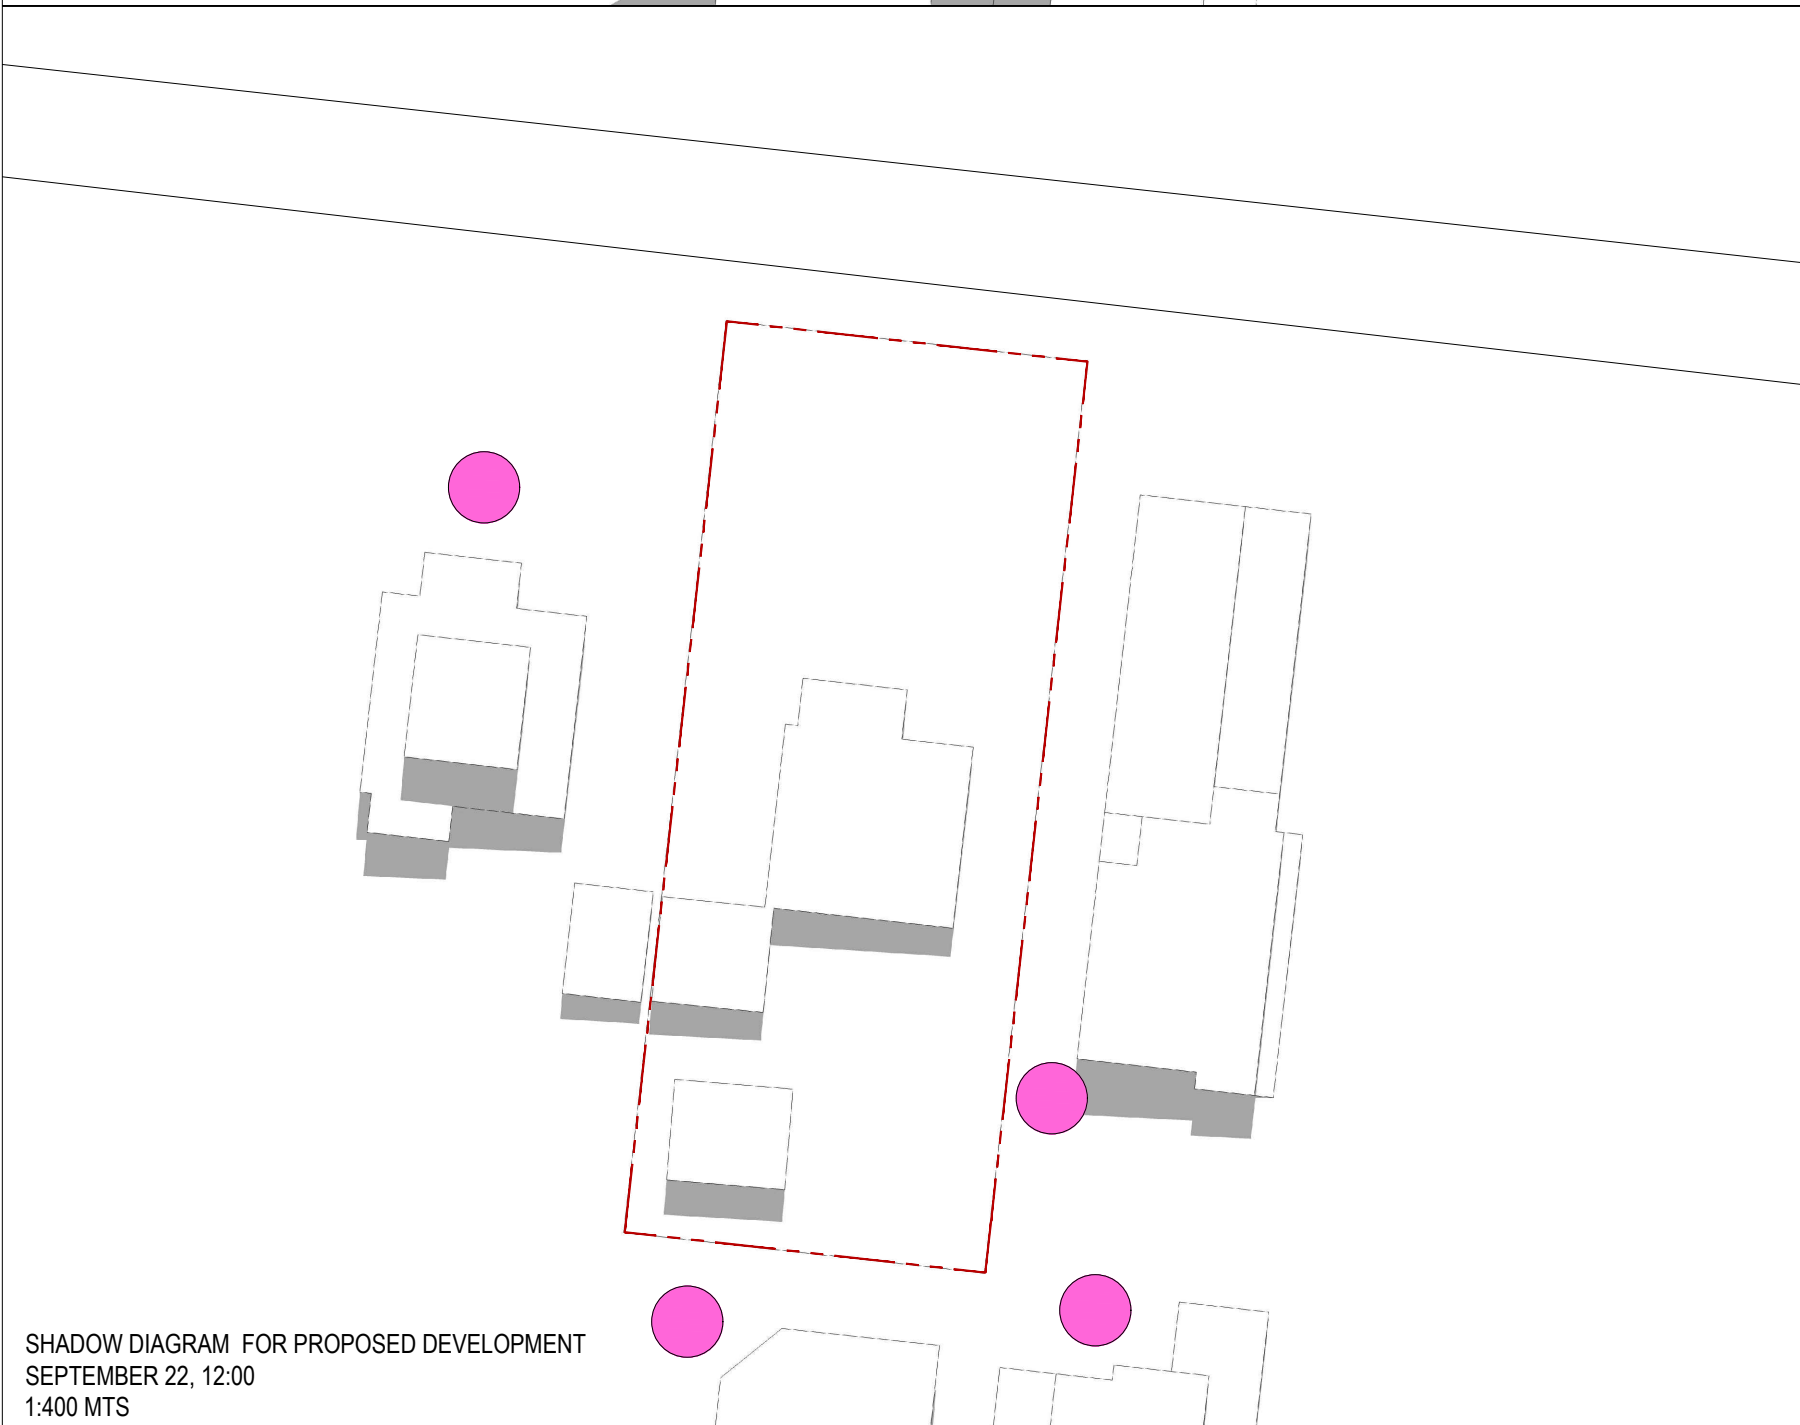 SHADOW DIAGRAM  FOR PROPOSED DEVELOPMENT
SEPTEMBER 22, 12:00
1:400 MTS